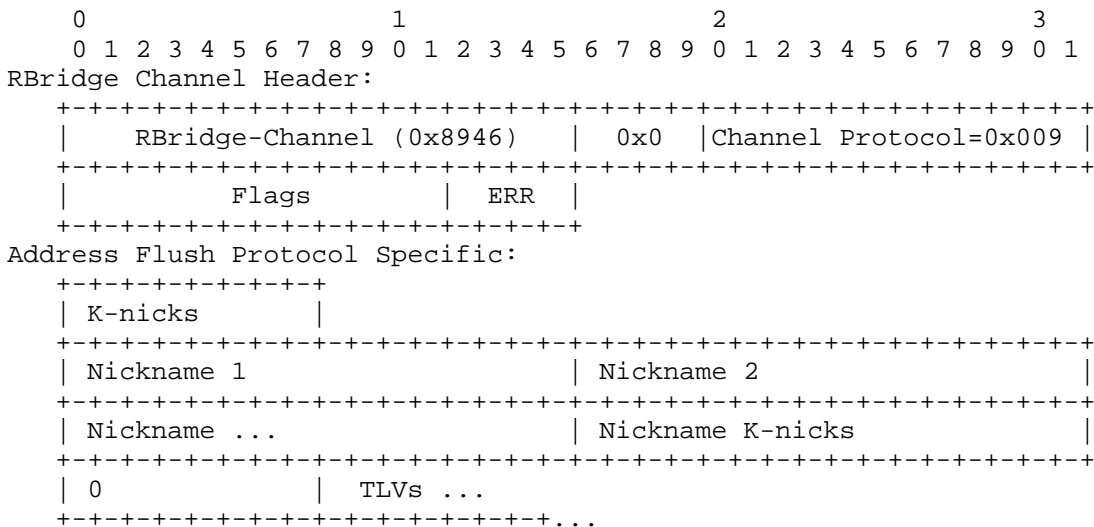 0                   1                   2                   3
 0 1 2 3 4 5 6 7 8 9 0 1 2 3 4 5 6 7 8 9 0 1 2 3 4 5 6 7 8 9 0 1
RBridge Channel Header:
   +-+-+-+-+-+-+-+-+-+-+-+-+-+-+-+-+-+-+-+-+-+-+-+-+-+-+-+-+-+-+-+-+
   |    RBridge-Channel (0x8946)   |  0x0  |Channel Protocol=0x009 |
   +-+-+-+-+-+-+-+-+-+-+-+-+-+-+-+-+-+-+-+-+-+-+-+-+-+-+-+-+-+-+-+-+
   |          Flags        |  ERR  |
   +-+-+-+-+-+-+-+-+-+-+-+-+-+-+-+-+
Address Flush Protocol Specific:
   +-+-+-+-+-+-+-+-+
   | K-nicks       |
   +-+-+-+-+-+-+-+-+-+-+-+-+-+-+-+-+-+-+-+-+-+-+-+-+-+-+-+-+-+-+-+-+
   | Nickname 1                    | Nickname 2                    |
   +-+-+-+-+-+-+-+-+-+-+-+-+-+-+-+-+-+-+-+-+-+-+-+-+-+-+-+-+-+-+-+-+
   | Nickname ...                  | Nickname K-nicks              |
   +-+-+-+-+-+-+-+-+-+-+-+-+-+-+-+-+-+-+-+-+-+-+-+-+-+-+-+-+-+-+-+-+
   | 0             |  TLVs ...
   +-+-+-+-+-+-+-+-+-+-+-+-+-+-+-+...